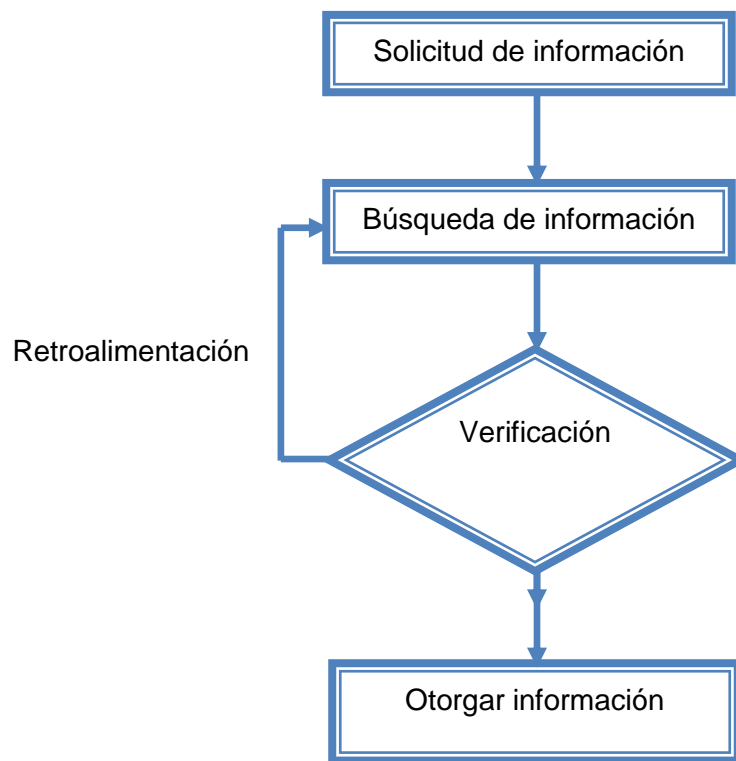 Solicitud de información
Búsqueda de información
Retroalimentación
Verificación
Otorgar información